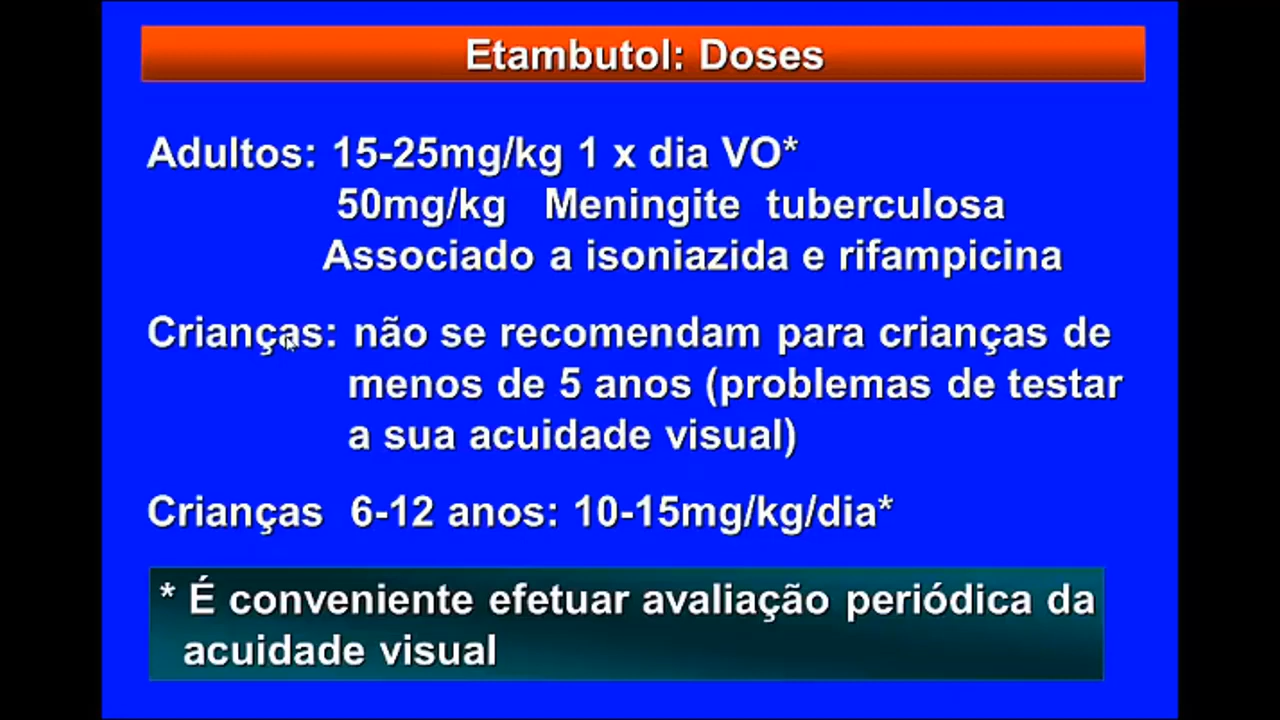 Etambutol: Doses
Adultos: 15-25mg/kg 1 x dia VO*
50mg/kg Meningite tuberculosa
Associado a isoniazida e rifampicina
Crianças: não se recomendam para crianças de
menos de 5 anos (problemas de testar
a sua acuidade visual)
Crianças 6-12 anos: 10-15mg/kg/dia*
* É conveniente efetuar avaliação periódica da
acuidade visual